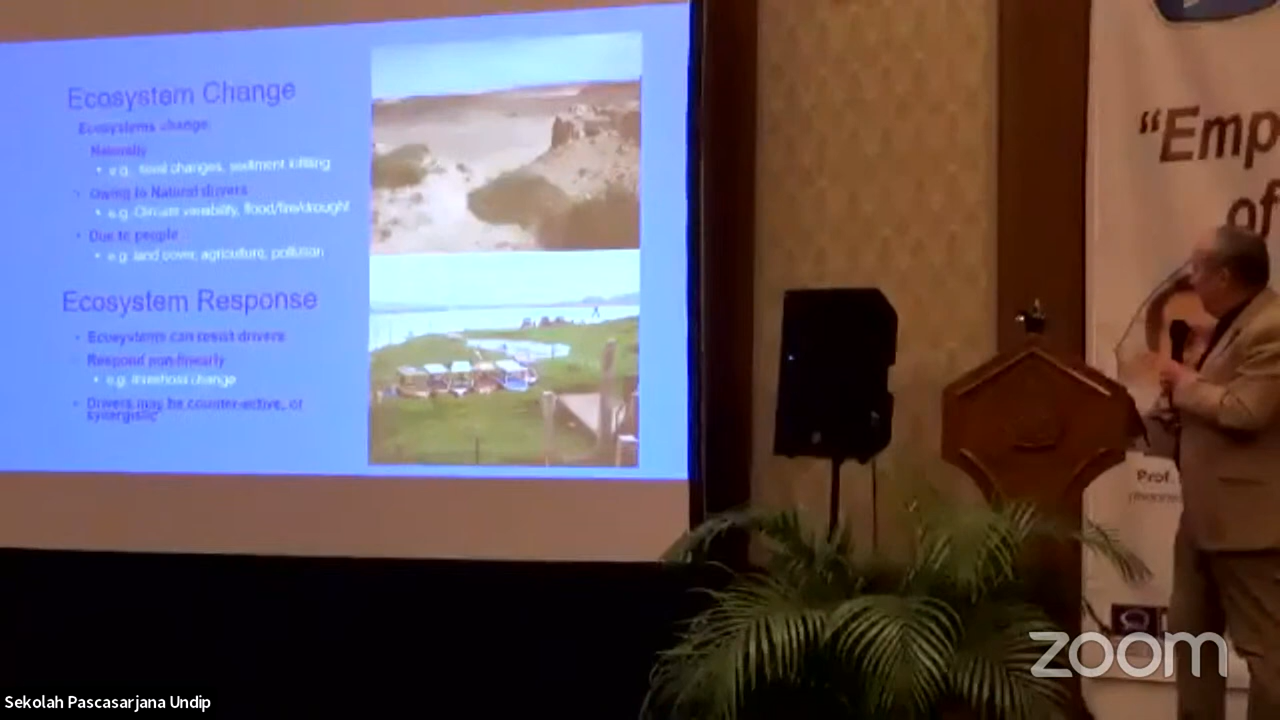 Ecosystem Change
Ecosystems change:
Naturally
• e.g. level changes, sediment infilling
• Owing to Natural drivers
• e.g. Climate variability, flood/fire/drought
• Due to people
• e.g. land cover, agriculture, pollution
Ecosystem Response
• Ecosystems can resist drivers
• Respond non-linearly
• e.g. threshold change
• Drivers may be counter-active, or
synergistic
“Emp
of
Prof.
zoom
Sekolah Pascasarjana Undip